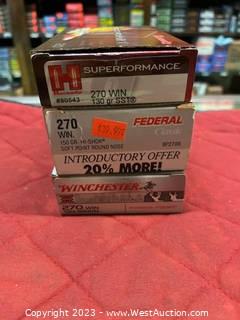 H SUPERFORMANCE
270 WIN
130 gr SST®
270
WIN.
FEDERAL
Classic
150 GR. HI-SHOK®
SOFT POINT ROUND NOSE
INTRODUCTORY OFFER
20% MORE!
WINCHESTER
270 WIN
Copyright 2023 - www.WestAuction.com